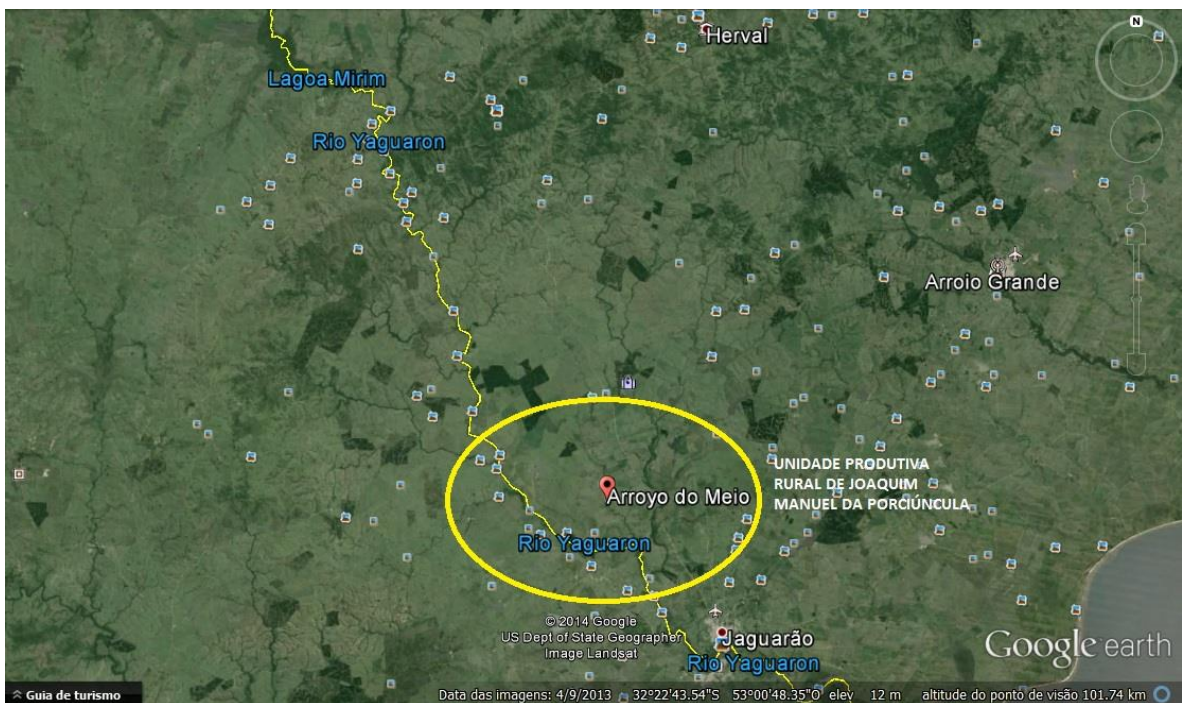 N
Herval
Lagoa Mirim
Rio Yaguaron
Arroio Grande
UNIDADE PRODUTIVA
RURAL DE JOAQUIM
MANUEL DA PORCIÚNCULA
Arroyo do Meio
Rio Yaguaron
© 2014 Google
US Dept of State Geographer
Image Landsat
Jaguarão
Rio Yaguaron
Google earth
Guia de turismo
Data das imagens: 4/9/2013 32°22'43.54"S 53°00'48.35"O elev 12 m altitude do ponto de visão 101.74 km